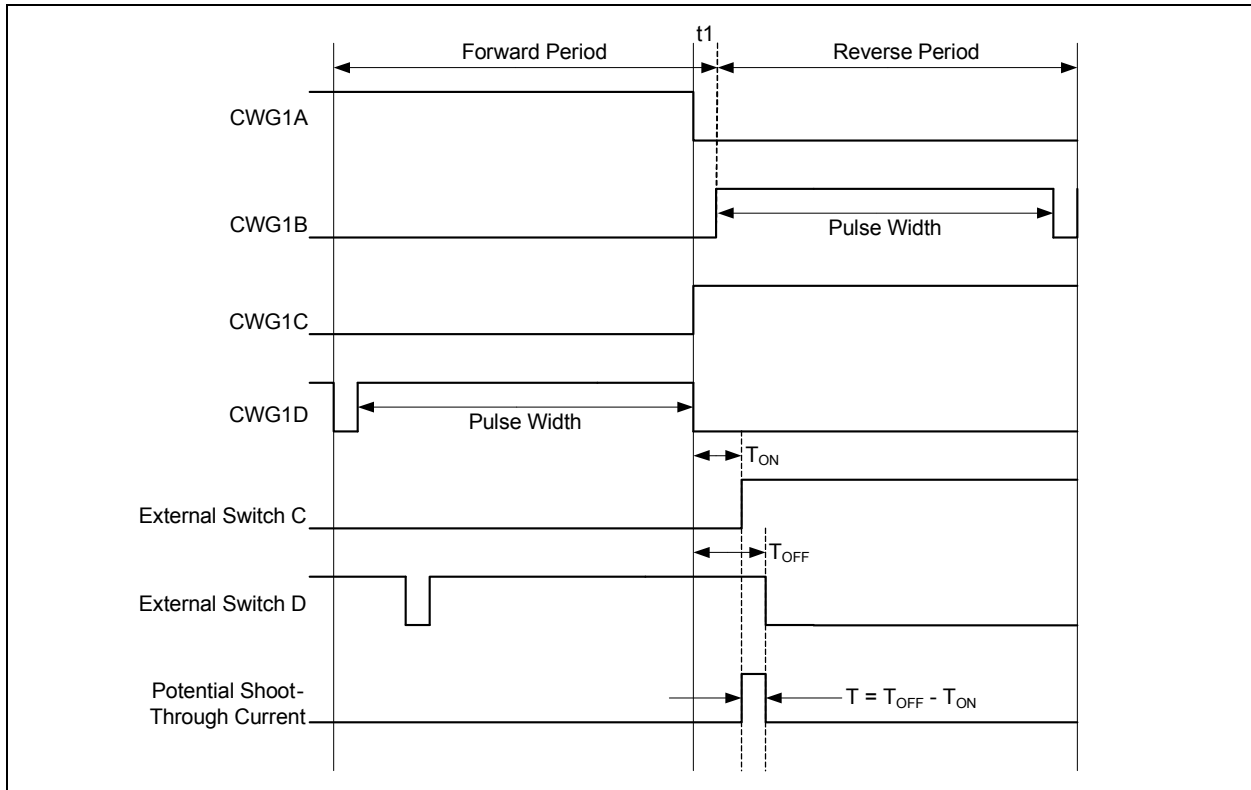 t1
Forward Period
Reverse Period
CWG1A
CWG1B
Pulse Width
CWG1C
CWG1D
Pulse Width
TON
External Switch C
TOFF
External Switch D
Potential Shoot-
Through Current
T = TOFF - TON